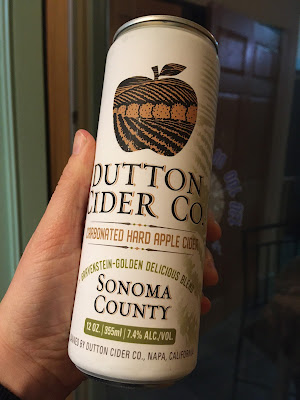 DUTTON
CIDER CO.
CARBONATED HARD APPLE CIDER
GRAVENSTEIN-GOLDEN DELICIOUS BLEND
SONOMA
COUNTY
12 OZ. | 355ml | 7.4% ALC./VOL.
BY DUTTON CIDER CO., NAPA, CALIFORNIA